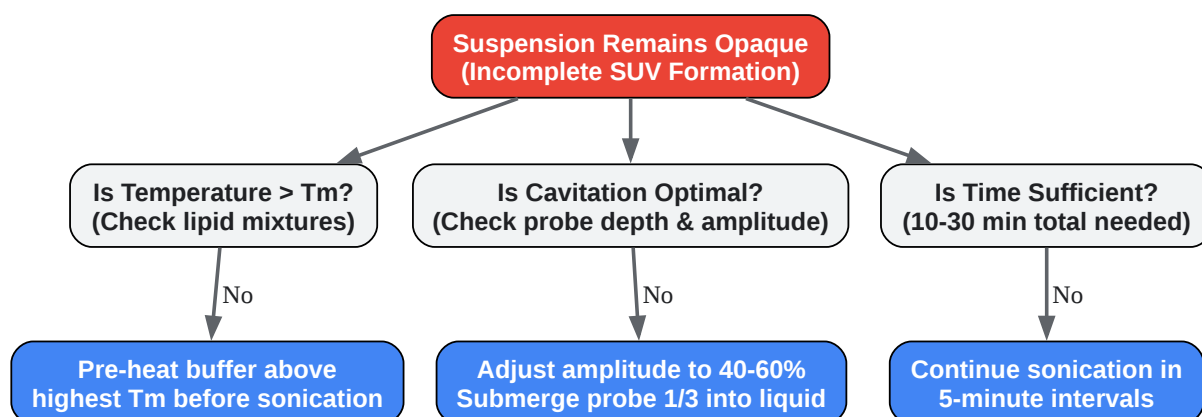 Suspension Remains Opaque
(Incomplete SUV Formation)
Is Temperature > Tm?
(Check lipid mixtures)
Is Cavitation Optimal?
(Check probe depth & amplitude)
Is Time Sufficient?
(10-30 min total needed)
No
No
No
Pre-heat buffer above
highest Tm before sonication
Adjust amplitude to 40-60%
Submerge probe 1/3 into liquid
Continue sonication in
5-minute intervals